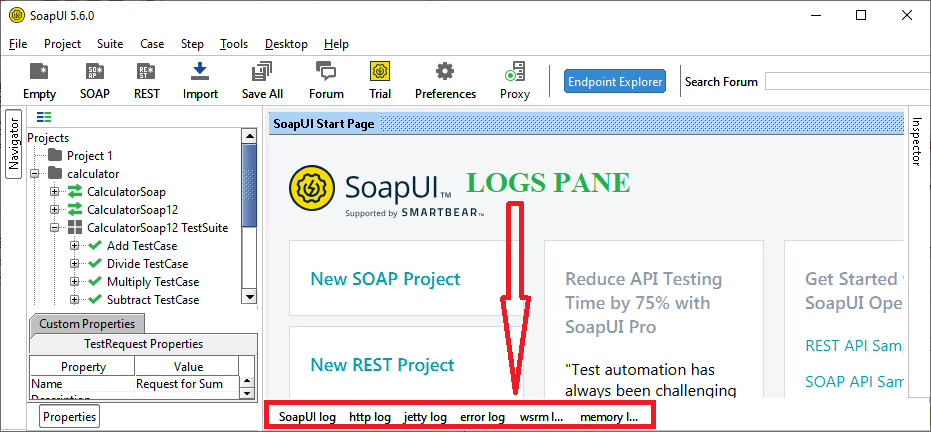 SoapUI 5.6.0
File Project Suite Case Step Tools Desktop Help
Empty SOAP REST Import Save All Forum Trial Preferences Proxy Endpoint Explorer Search Forum
Navigator
Projects
Project 1
calculator
CalculatorSoap
CalculatorSoap12
CalculatorSoap12 TestSuite
Add TestCase
Divide TestCase
Multiply TestCase
Subtract TestCase
Custom Properties
TestRequest Properties
Property Value
Name Request for Sum
Properties
SoapUI Start Page
SoapUI™
Supported by SMARTBEAR™
LOGS PANE
New SOAP Project
New REST Project
Reduce API Testing
Time by 75% with
SoapUI Pro
"Test automation has
always been challenging
Get Started
SoapUI Ope
REST API Sam
SOAP API Sam
Inspector
SoapUI log http log jetty log error log wsrm l... memory l...